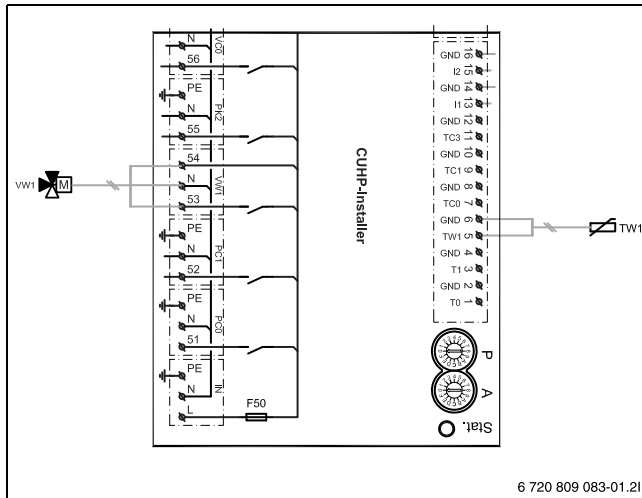 N
VC0
56
PE
N
PK2
55
54
N
VW1
53
PE
N
PC1
52
PE
N
PC0
51
PE
N
IN
L
F50
VW1
M
CUHP-Installer
GND 16
I2 15
GND 14
I1 13
GND 12
TC3 11
GND 10
TC1 9
GND 8
TC0 7
GND 6
TW1 5
GND 4
T1 3
GND 2
T0 1
TW1
P
A
Stat.
6 720 809 083-01.2I